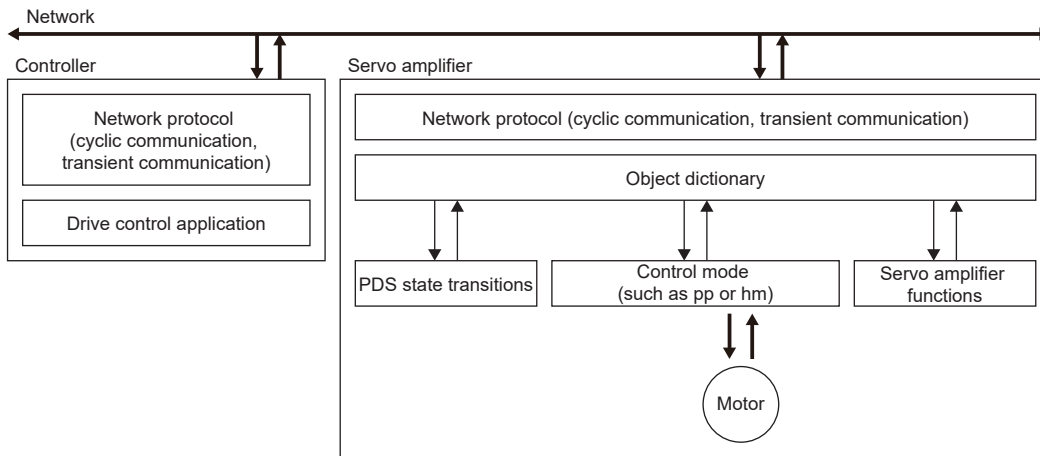 Network
Controller
Network protocol
(cyclic communication,
transient communication)
Drive control application
Servo amplifier
Network protocol (cyclic communication, transient communication)
Object dictionary
PDS state transitions
Control mode
(such as pp or hm)
Servo amplifier
functions
Motor